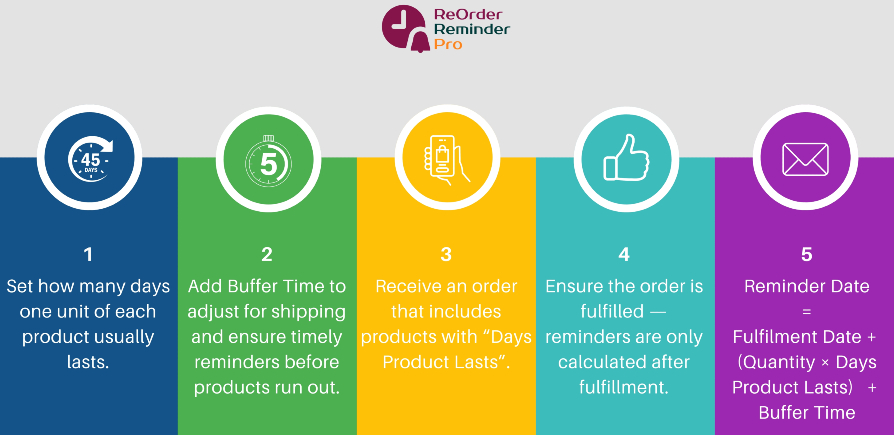 ReOrder
Reminder
Pro
45
DAYS
5
1
Set how many days
one unit of each
product usually
lasts.
2
Add Buffer Time to
adjust for shipping
and ensure timely
reminders before
products run out.
3
Receive an order
that includes
products with “Days
Product Lasts”.
4
Ensure the order is
fulfilled —
reminders are only
calculated after
fulfillment.
5
Reminder Date
=
Fulfilment Date +
(Quantity × Days
Product Lasts) +
Buffer Time